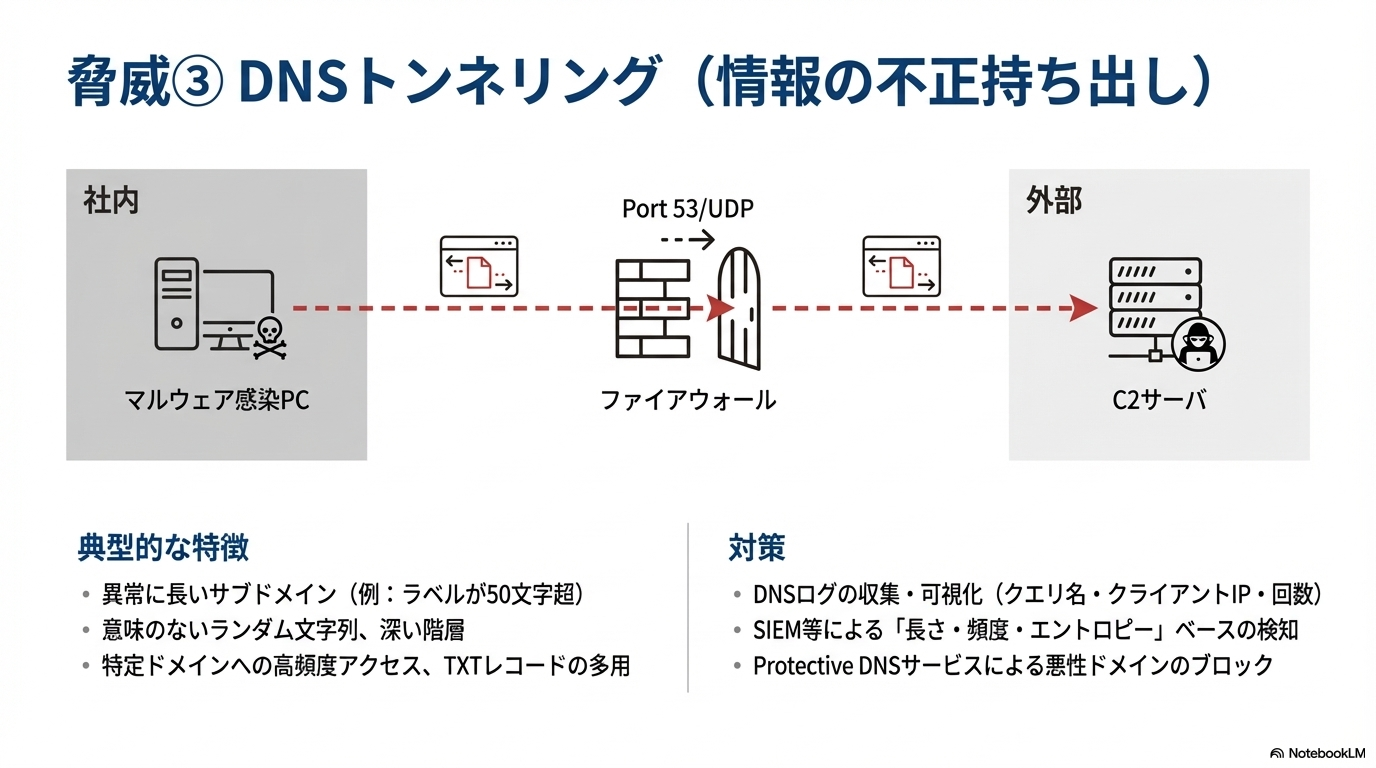 脅威③ DNSトンネリング（情報の不正持ち出し）
社内
マルウェア感染PC
Port 53/UDP
ファイアウォール
外部
C2サーバ
典型的な特徴
• 異常に長いサブドメイン（例：ラベルが50文字超）
• 意味のないランダム文字列、深い階層
• 特定ドメインへの高頻度アクセス、TXTレコードの多用
対策
• DNSログの収集・可視化（クエリ名・クライアントIP・回数）
• SIEM等による「長さ・頻度・エントロピー」ベースの検知
• Protective DNSサービスによる悪性ドメインのブロック
NotebookLM